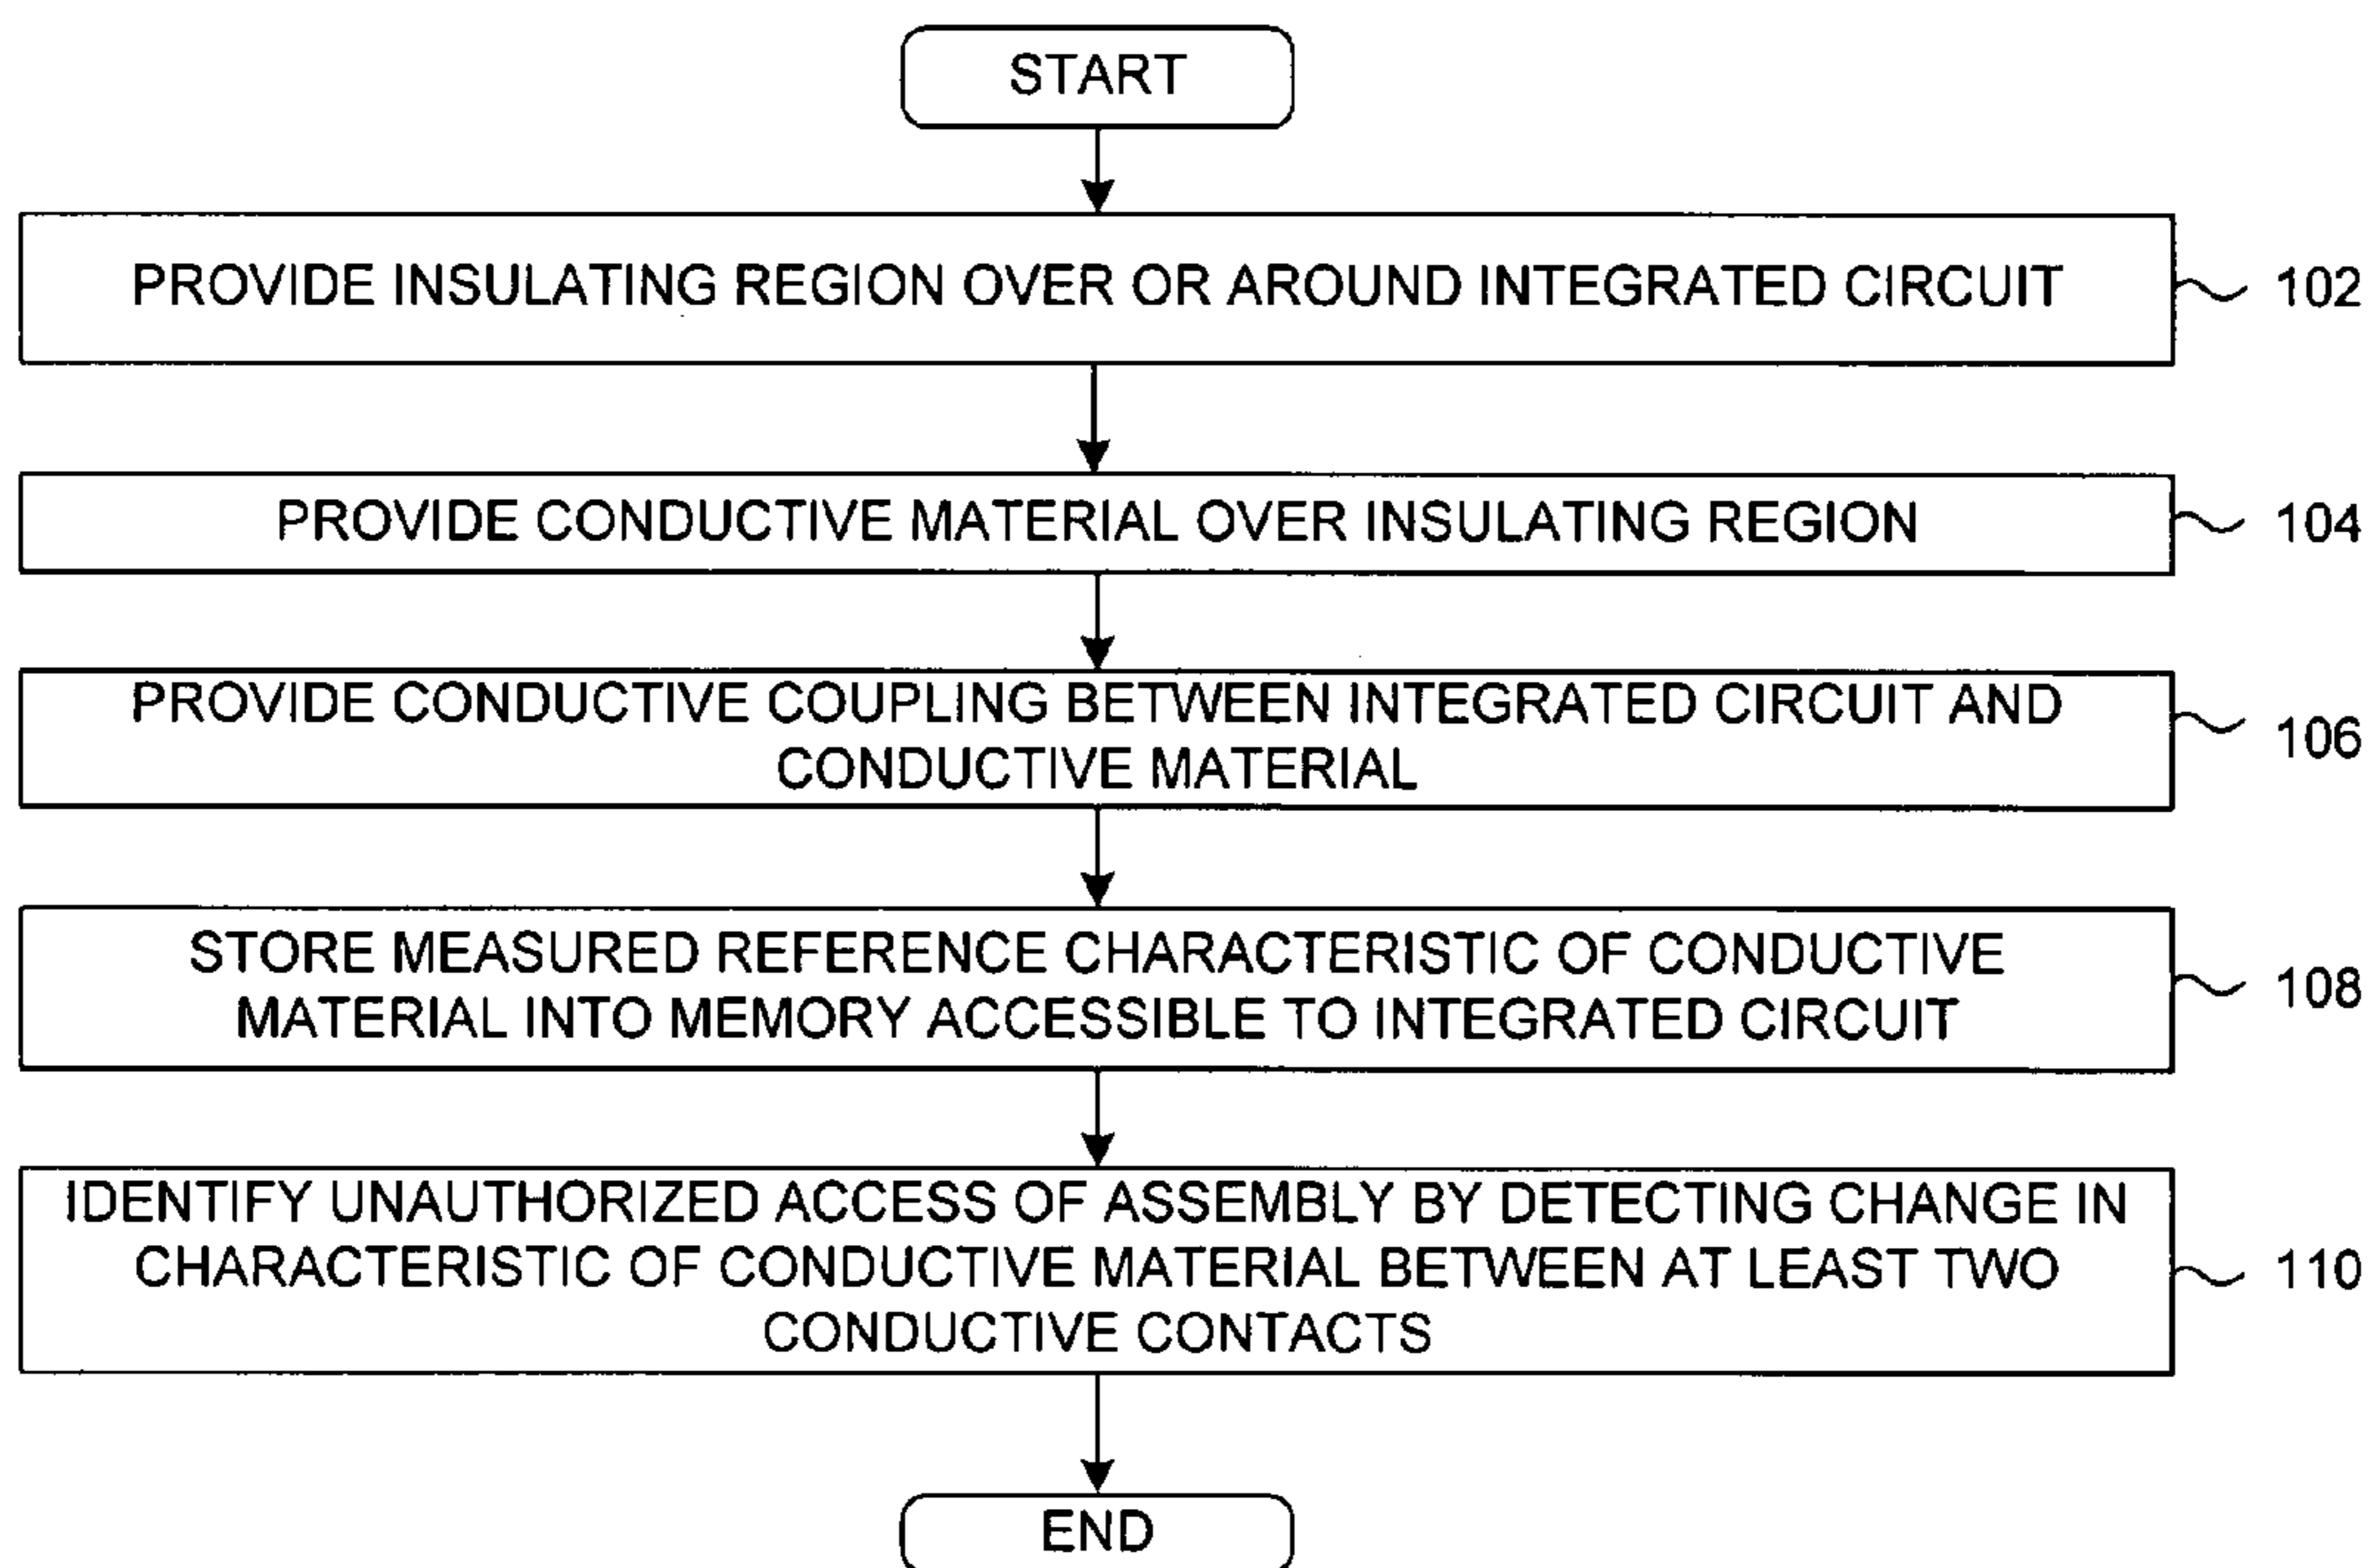 START
PROVIDE INSULATING REGION OVER OR AROUND INTEGRATED CIRCUIT
102
PROVIDE CONDUCTIVE MATERIAL OVER INSULATING REGION
104
PROVIDE CONDUCTIVE COUPLING BETWEEN INTEGRATED CIRCUIT AND
CONDUCTIVE MATERIAL
106
STORE MEASURED REFERENCE CHARACTERISTIC OF CONDUCTIVE
MATERIAL INTO MEMORY ACCESSIBLE TO INTEGRATED CIRCUIT
108
IDENTIFY UNAUTHORIZED ACCESS OF ASSEMBLY BY DETECTING CHANGE IN
CHARACTERISTIC OF CONDUCTIVE MATERIAL BETWEEN AT LEAST TWO
CONDUCTIVE CONTACTS
110
END